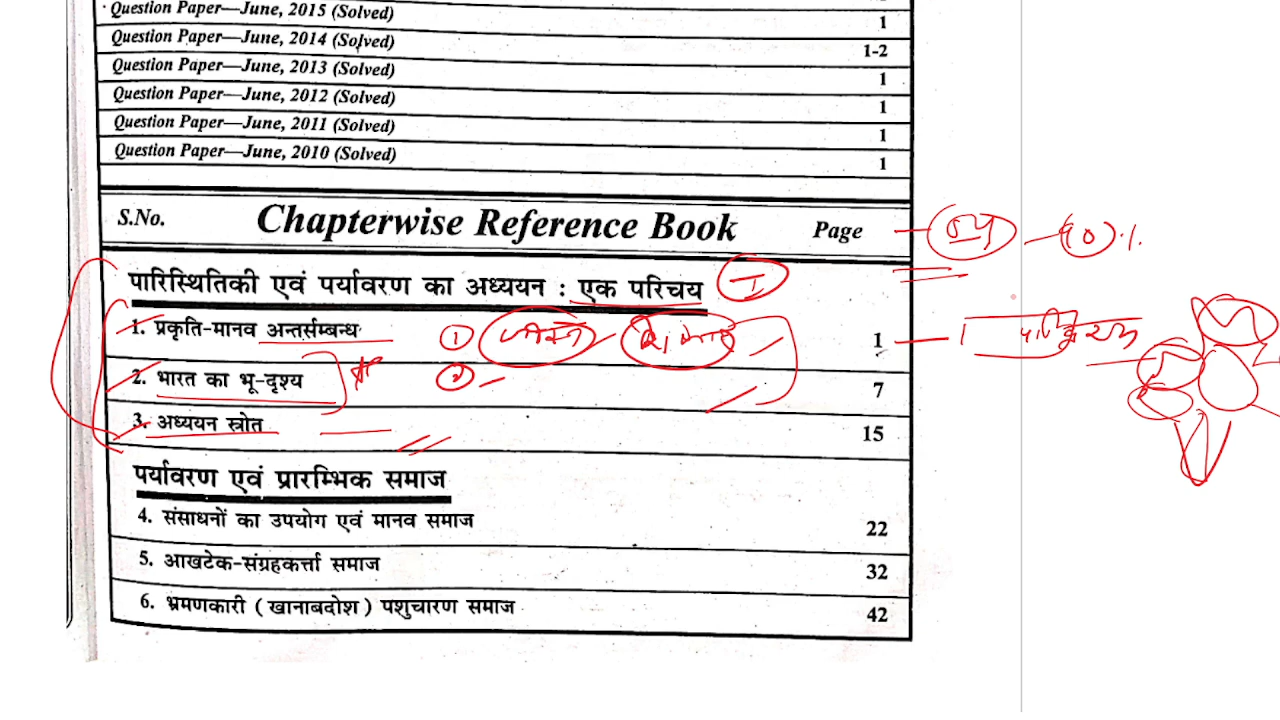 Question Paper—June, 2015 (Solved) 1
Question Paper—June, 2014 (Solved) 1-2
Question Paper—June, 2013 (Solved) 1
Question Paper—June, 2012 (Solved) 1
Question Paper—June, 2011 (Solved) 1
Question Paper—June, 2010 (Solved) 1
S.No. Chapterwise Reference Book Page
पारिस्थितिकी एवं पर्यावरण का अध्ययन : एक परिचय I
1. प्रकृति-मानव अन्तर्सम्बन्ध 1
2. भारत का भू-दृश्य 7
3. अध्ययन स्त्रोत 15
पर्यावरण एवं प्रारम्भिक समाज
4. संसाधनों का उपयोग एवं मानव समाज 22
5. आखटेक-संग्रहकर्त्ता समाज 32
6. भ्रमणकारी (खानाबदोश) पशुचारण समाज 42